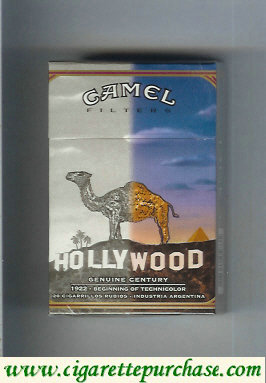 CAMEL
FILTERS
HOLLYWOOD
GENUINE CENTURY
1922 - BEGINNING OF TECHNICOLOR
20 CIGARRILLOS RUBIOS - INDUSTRIA ARGENTINA
www.cigarettepurchase.com